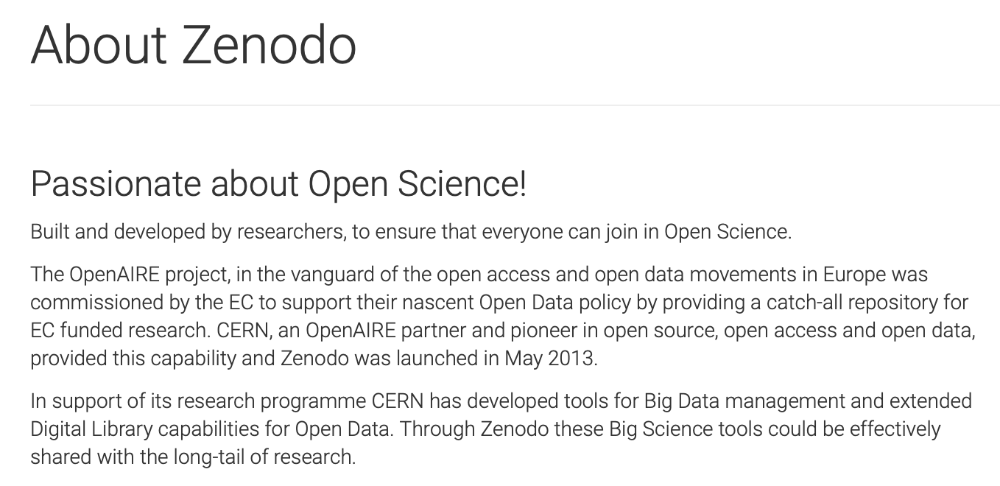 About Zenodo
Passionate about Open Science!
Built and developed by researchers, to ensure that everyone can join in Open Science.
The OpenAIRE project, in the vanguard of the open access and open data movements in Europe was
commissioned by the EC to support their nascent Open Data policy by providing a catch-all repository for
EC funded research. CERN, an OpenAIRE partner and pioneer in open source, open access and open data,
provided this capability and Zenodo was launched in May 2013.
In support of its research programme CERN has developed tools for Big Data management and extended
Digital Library capabilities for Open Data. Through Zenodo these Big Science tools could be effectively
shared with the long-tail of research.